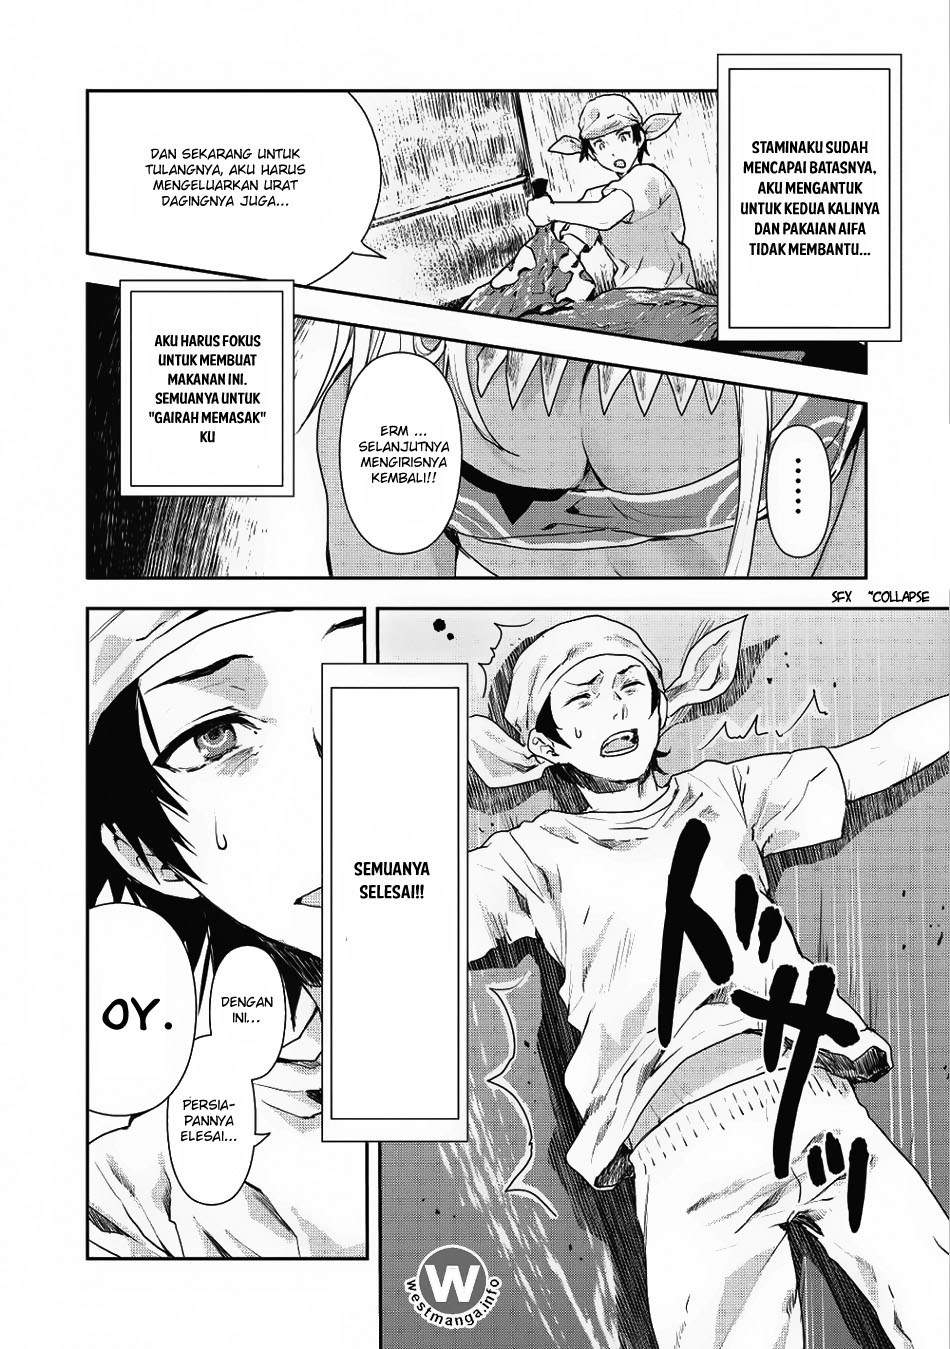 STAMINAKU SUDAH
MENCAPAI BATASNYA,
AKU MENGANTUK
UNTUK KEDUA KALINYA
DAN PAKAIAN AIFA
TIDAK MEMBANTU...
DAN SEKARANG UNTUK
TULANGNYA, AKU HARUS
MENGELUARKAN URAT
DAGINGNYA JUGA...
AKU HARUS FOKUS
UNTUK MEMBUAT
MAKANAN INI.
SEMUANYA UNTUK
"GAIRAH MEMASAK"
KU
ERM ...
SELANJUTNYA
MENGIRISNYA
KEMBALI!!
......
SFX "COLLAPSE
ドサッ
SEMUANYA
SELESAI!!
DENGAN
INI...
PERSIA-
PANNYA
ELESAI...
OY.
W
westmanga.info